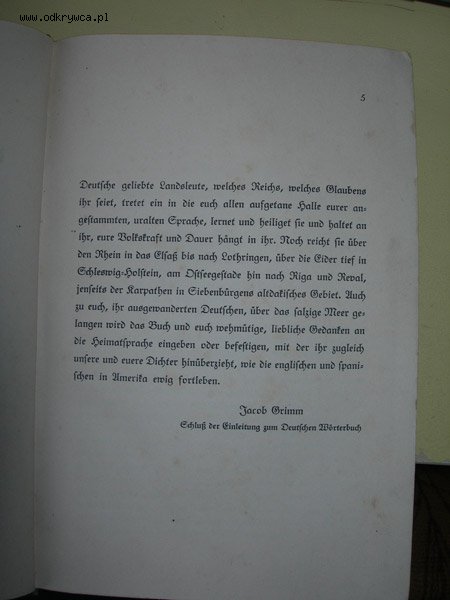 www.odkrywca.pl
5
Deutsche geliebte Landsleute, welches Reichs, welches Glaubens
ihr seiet, tretet ein in die euch allen aufgetane Halle eurer an-
gestammten, uralten Sprache, lernet und heiliget sie und haltet an
ihr, eure Volkskraft und Dauer hängt in ihr. Noch reicht sie über
den Rhein in das Elsaß bis nach Lothringen, über die Eider tief in
Schleswig-Holstein, am Ostseegestade hin nach Riga und Reval,
jenseits der Karpathen in Siebenbürgens altdakisches Gebiet. Auch
zu euch, ihr ausgewanderten Deutschen, über das salzige Meer ge-
langen wird das Buch und euch wehmütige, liebliche Gedanken an
die Heimatsprache eingeben oder befestigen, mit der ihr zugleich
unsere und euere Dichter hinüberzieht, wie die englischen und spani-
schen in Amerika ewig fortleben.
Jacob Grimm
Schluß der Einleitung zum Deutschen Wörterbuch